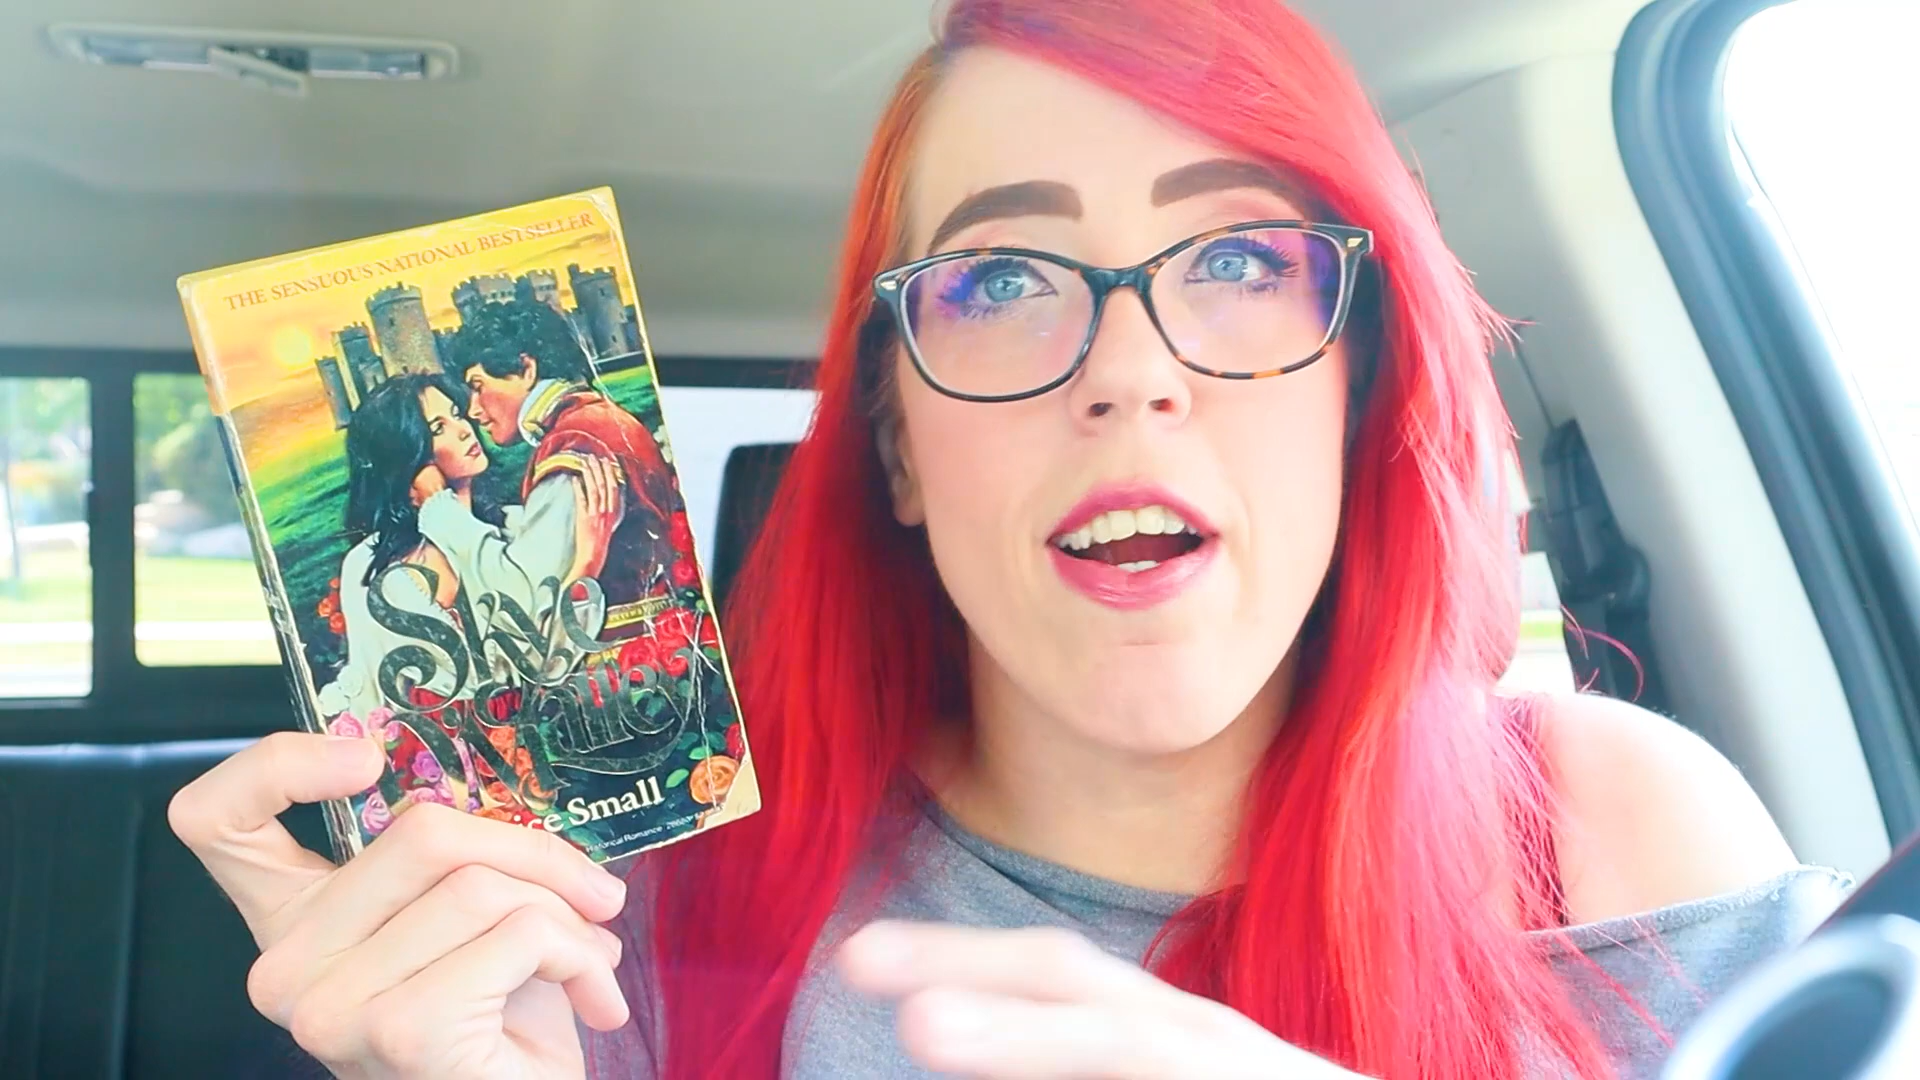 THE SENSUOUS NATIONAL BESTSELLER
Skye
O'Malley
Small
Historical Romance